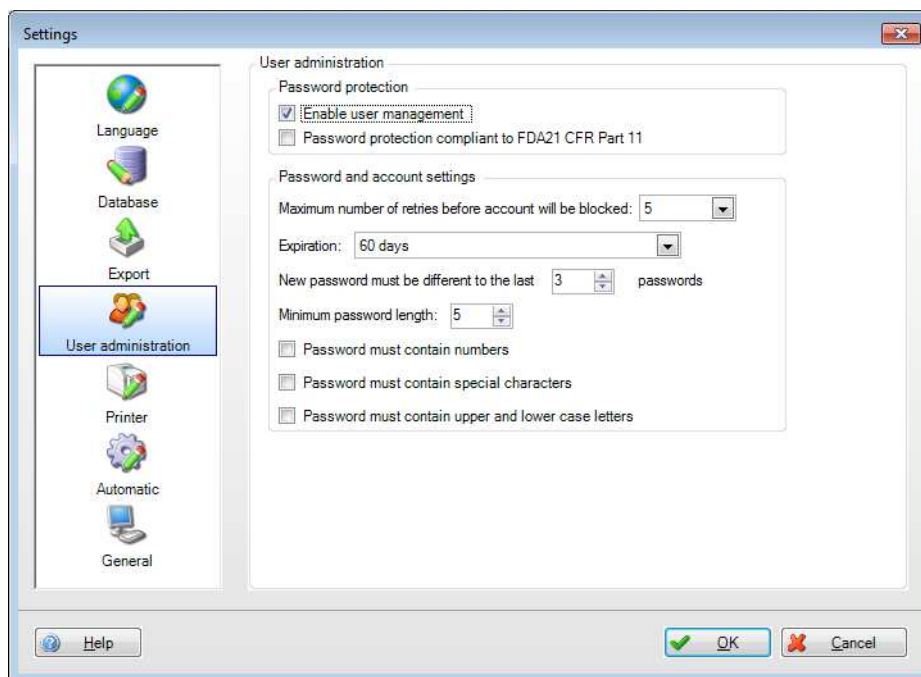 Settings
Language
Database
Export
User administration
Printer
Automatic
General
User administration
Password protection
Enable user management
Password protection compliant to FDA21 CFR Part 11
Password and account settings
Maximum number of retries before account will be blocked: 5
Expiration: 60 days
New password must be different to the last 3 passwords
Minimum password length: 5
Password must contain numbers
Password must contain special characters
Password must contain upper and lower case letters
Help OK Cancel